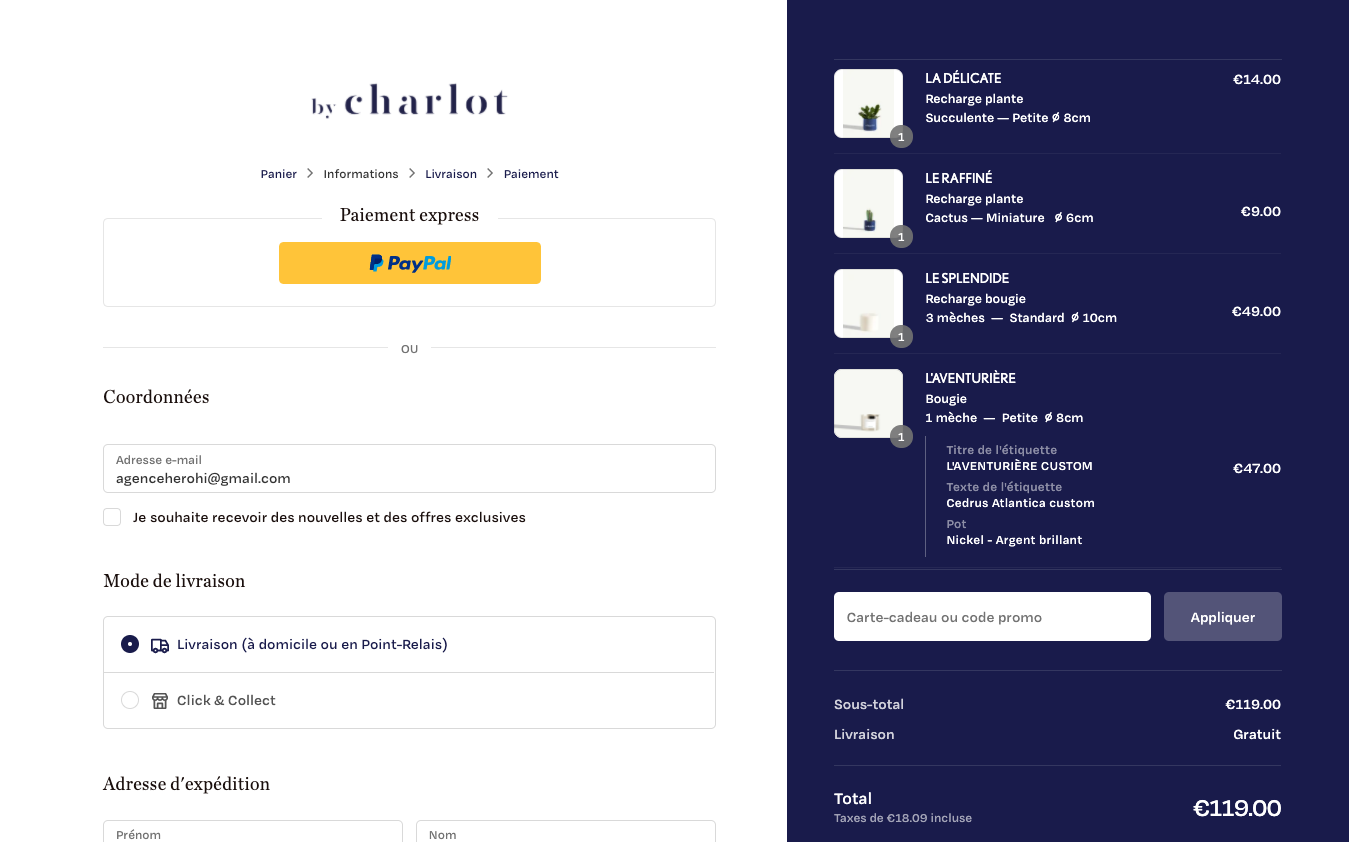 by charlot
Panier > Informations > Livraison > Paiement
Paiement express
PayPal
OU
Coordonnées
Adresse e-mail
agenceherohi@gmail.com
Je souhaite recevoir des nouvelles et des offres exclusives
Mode de livraison
Livraison (à domicile ou en Point-Relais)
Click & Collect
Adresse d'expédition
Prénom
Nom
LA DÉLICATE
€14.00
Recharge plante
Succulente — Petite Ø 8cm
1
LE RAFFINÉ
Recharge plante
€9.00
Cactus — Miniature Ø 6cm
1
LE SPLENDIDE
Recharge bougie
€49.00
3 mèches — Standard Ø 10cm
1
L'AVENTURIÈRE
Bougie
1 mèche — Petite Ø 8cm
1
Titre de l'étiquette
L'AVENTURIÈRE CUSTOM
€47.00
Texte de l'étiquette
Cedrus Atlantica custom
Pot
Nickel - Argent brillant
Carte-cadeau ou code promo
Appliquer
Sous-total €119.00
Livraison Gratuit
Total €119.00
Taxes de €18.09 incluse